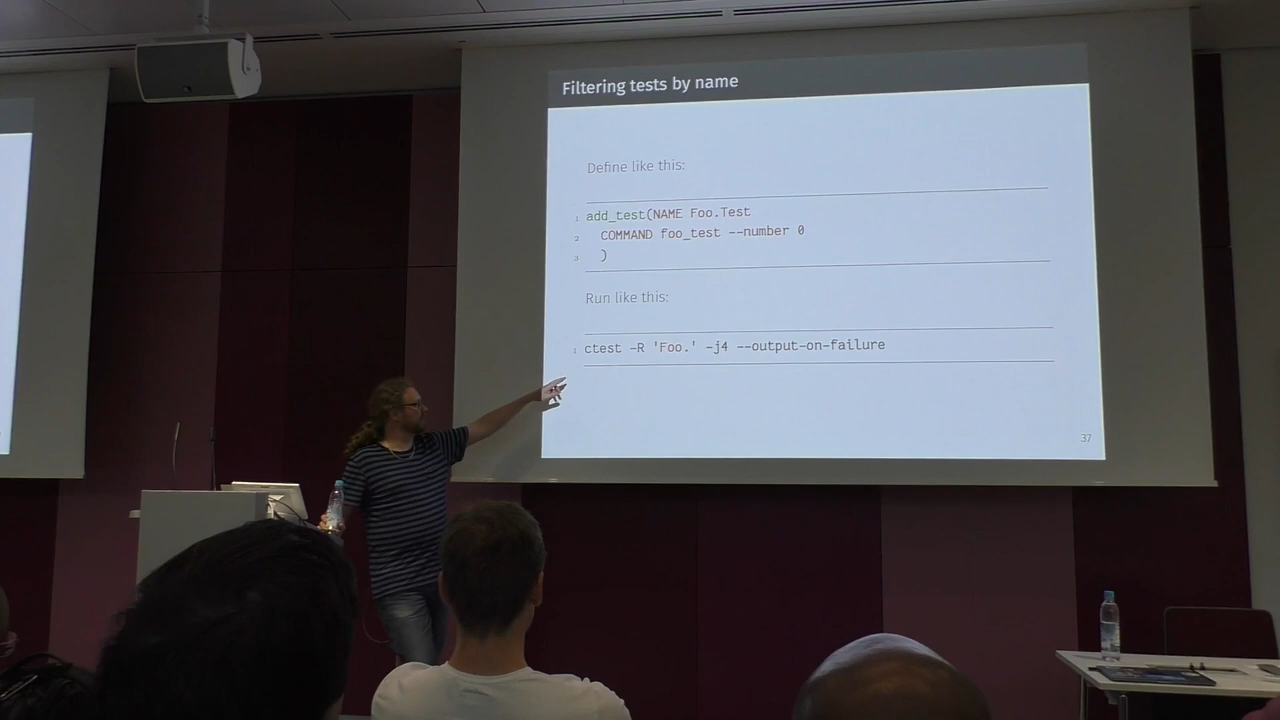 Filtering tests by name
Define like this:
1 add_test(NAME Foo.Test
2 COMMAND foo_test --number 0
3 )
Run like this:
1 ctest -R 'Foo.' -j4 --output-on-failure
37